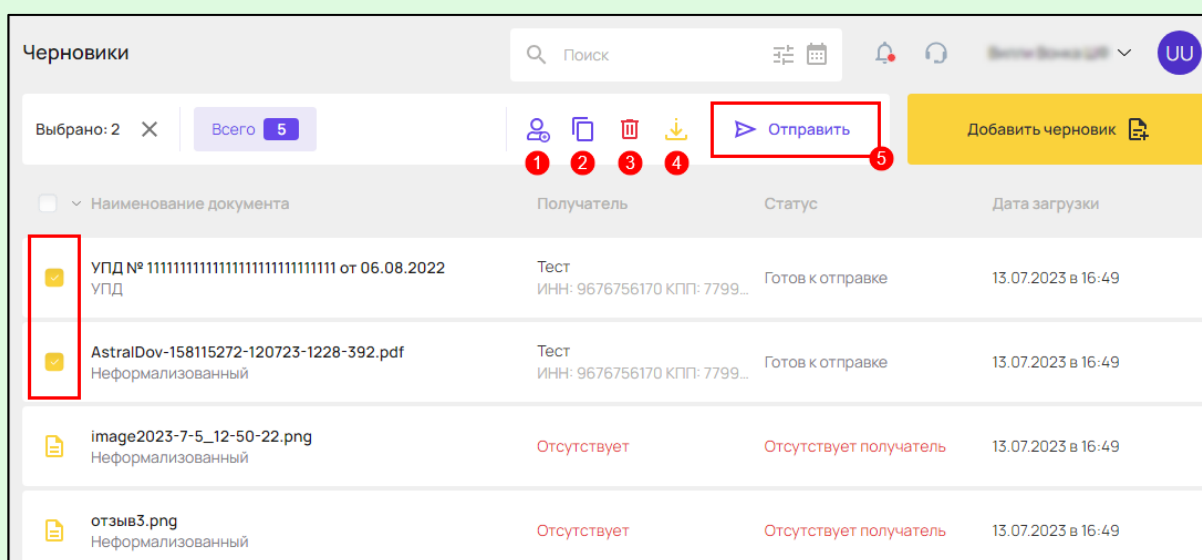 Черновики
Поиск
UU
Выбрано: 2
Всего 5
Отправить
Добавить черновик
1 2 3 4 5
Наименование документа Получатель Статус Дата загрузки
УПД № 1111111111111111111111111111 от 06.08.2022 Тест Готов к отправке 13.07.2023 в 16:49
УПД ИНН: 9676756170 КПП: 7799...
AstralDov-158115272-120723-1228-392.pdf Тест Готов к отправке 13.07.2023 в 16:49
Неформализованный ИНН: 9676756170 КПП: 7799...
image2023-7-5_12-50-22.png Отсутствует Отсутствует получатель 13.07.2023 в 16:49
Неформализованный
отзыв3.png Отсутствует Отсутствует получатель 13.07.2023 в 16:49
Неформализованный